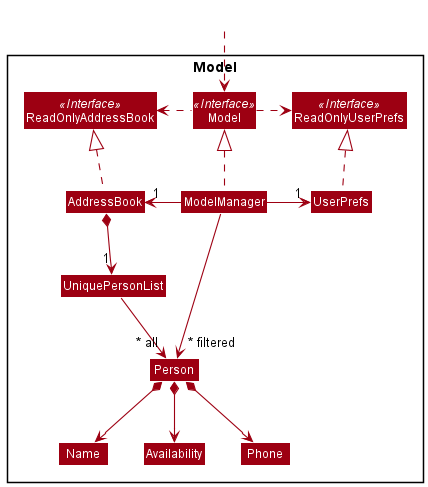 Model
«Interface»
ReadOnlyAddressBook
«Interface»
Model
«Interface»
ReadOnlyUserPrefs
AddressBook
1
ModelManager
1
UserPrefs
1
UniquePersonList
* all
* filtered
Person
Name
Availability
Phone